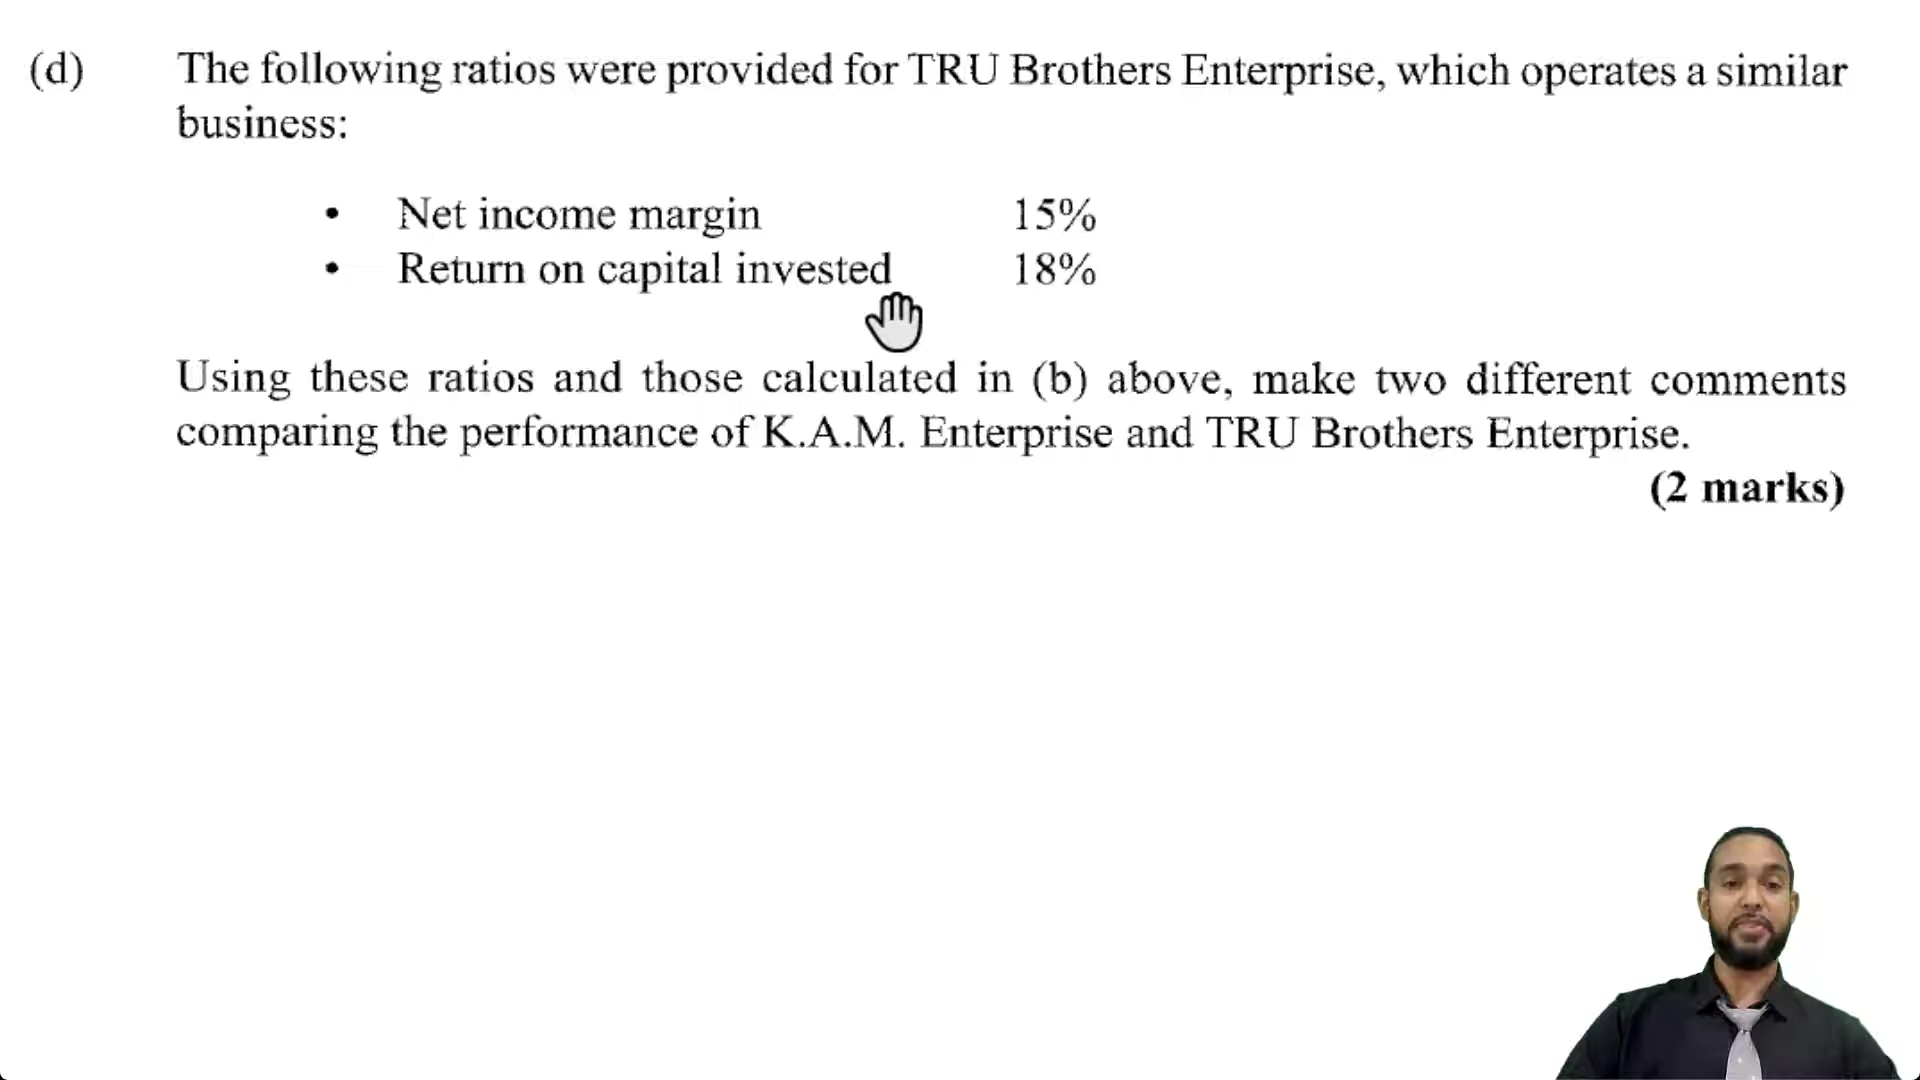 (d) The following ratios were provided for TRU Brothers Enterprise, which operates a similar
business:
• Net income margin 15%
• Return on capital invested 18%
Using these ratios and those calculated in (b) above, make two different comments
comparing the performance of K.A.M. Enterprise and TRU Brothers Enterprise.
(2 marks)